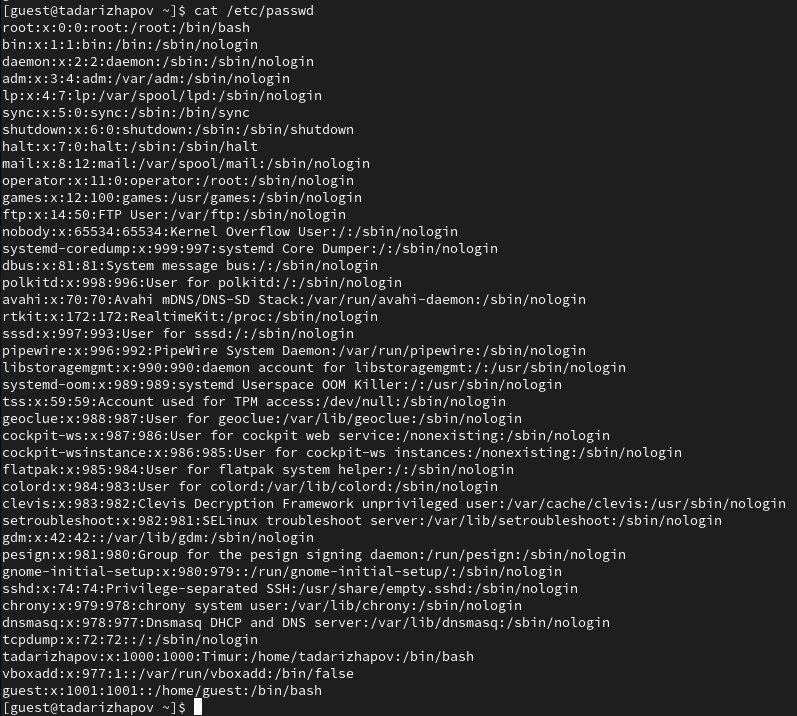 [guest@tadarizhapov ~]$ cat /etc/passwd
root:x:0:0:root:/root:/bin/bash
bin:x:1:1:bin:/bin:/sbin/nologin
daemon:x:2:2:daemon:/sbin:/sbin/nologin
adm:x:3:4:adm:/var/adm:/sbin/nologin
lp:x:4:7:lp:/var/spool/lpd:/sbin/nologin
sync:x:5:0:sync:/sbin:/bin/sync
shutdown:x:6:0:shutdown:/sbin:/sbin/shutdown
halt:x:7:0:halt:/sbin:/sbin/halt
mail:x:8:12:mail:/var/spool/mail:/sbin/nologin
operator:x:11:0:operator:/root:/sbin/nologin
games:x:12:100:games:/usr/games:/sbin/nologin
ftp:x:14:50:FTP User:/var/ftp:/sbin/nologin
nobody:x:65534:65534:Kernel Overflow User:/:/sbin/nologin
systemd-coredump:x:999:997:systemd Core Dumper:/:/sbin/nologin
dbus:x:81:81:System message bus:/:/sbin/nologin
polkitd:x:998:996:User for polkitd:/:/sbin/nologin
avahi:x:70:70:Avahi mDNS/DNS-SD Stack:/var/run/avahi-daemon:/sbin/nologin
rtkit:x:172:172:RealtimeKit:/proc:/sbin/nologin
sssd:x:997:993:User for sssd:/:/sbin/nologin
pipewire:x:996:992:PipeWire System Daemon:/var/run/pipewire:/sbin/nologin
libstoragemgmt:x:990:990:daemon account for libstoragemgmt:/:/usr/sbin/nologin
systemd-oom:x:989:989:systemd Userspace OOM Killer:/:/usr/sbin/nologin
tss:x:59:59:Account used for TPM access:/dev/null:/sbin/nologin
geoclue:x:988:987:User for geoclue:/var/lib/geoclue:/sbin/nologin
cockpit-ws:x:987:986:User for cockpit web service:/nonexisting:/sbin/nologin
cockpit-wsinstance:x:986:985:User for cockpit-ws instances:/nonexisting:/sbin/nologin
flatpak:x:985:984:User for flatpak system helper:/:/sbin/nologin
colord:x:984:983:User for colord:/var/lib/colord:/sbin/nologin
clevis:x:983:982:Clevis Decryption Framework unprivileged user:/var/cache/clevis:/usr/sbin/nologin
setroubleshoot:x:982:981:SELinux troubleshoot server:/var/lib/setroubleshoot:/sbin/nologin
gdm:x:42:42::/var/lib/gdm:/sbin/nologin
pesign:x:981:980:Group for the pesign signing daemon:/run/pesign:/sbin/nologin
gnome-initial-setup:x:980:979::/run/gnome-initial-setup/:/sbin/nologin
sshd:x:74:74:Privilege-separated SSH:/usr/share/empty.sshd:/sbin/nologin
chrony:x:979:978:chrony system user:/var/lib/chrony:/sbin/nologin
dnsmasq:x:978:977:Dnsmasq DHCP and DNS server:/var/lib/dnsmasq:/sbin/nologin
tcpdump:x:72:72::/:/sbin/nologin
tadarizhapov:x:1000:1000:Timur:/home/tadarizhapov:/bin/bash
vboxadd:x:977:1::/var/run/vboxadd:/bin/false
guest:x:1001:1001::/home/guest:/bin/bash
[guest@tadarizhapov ~]$